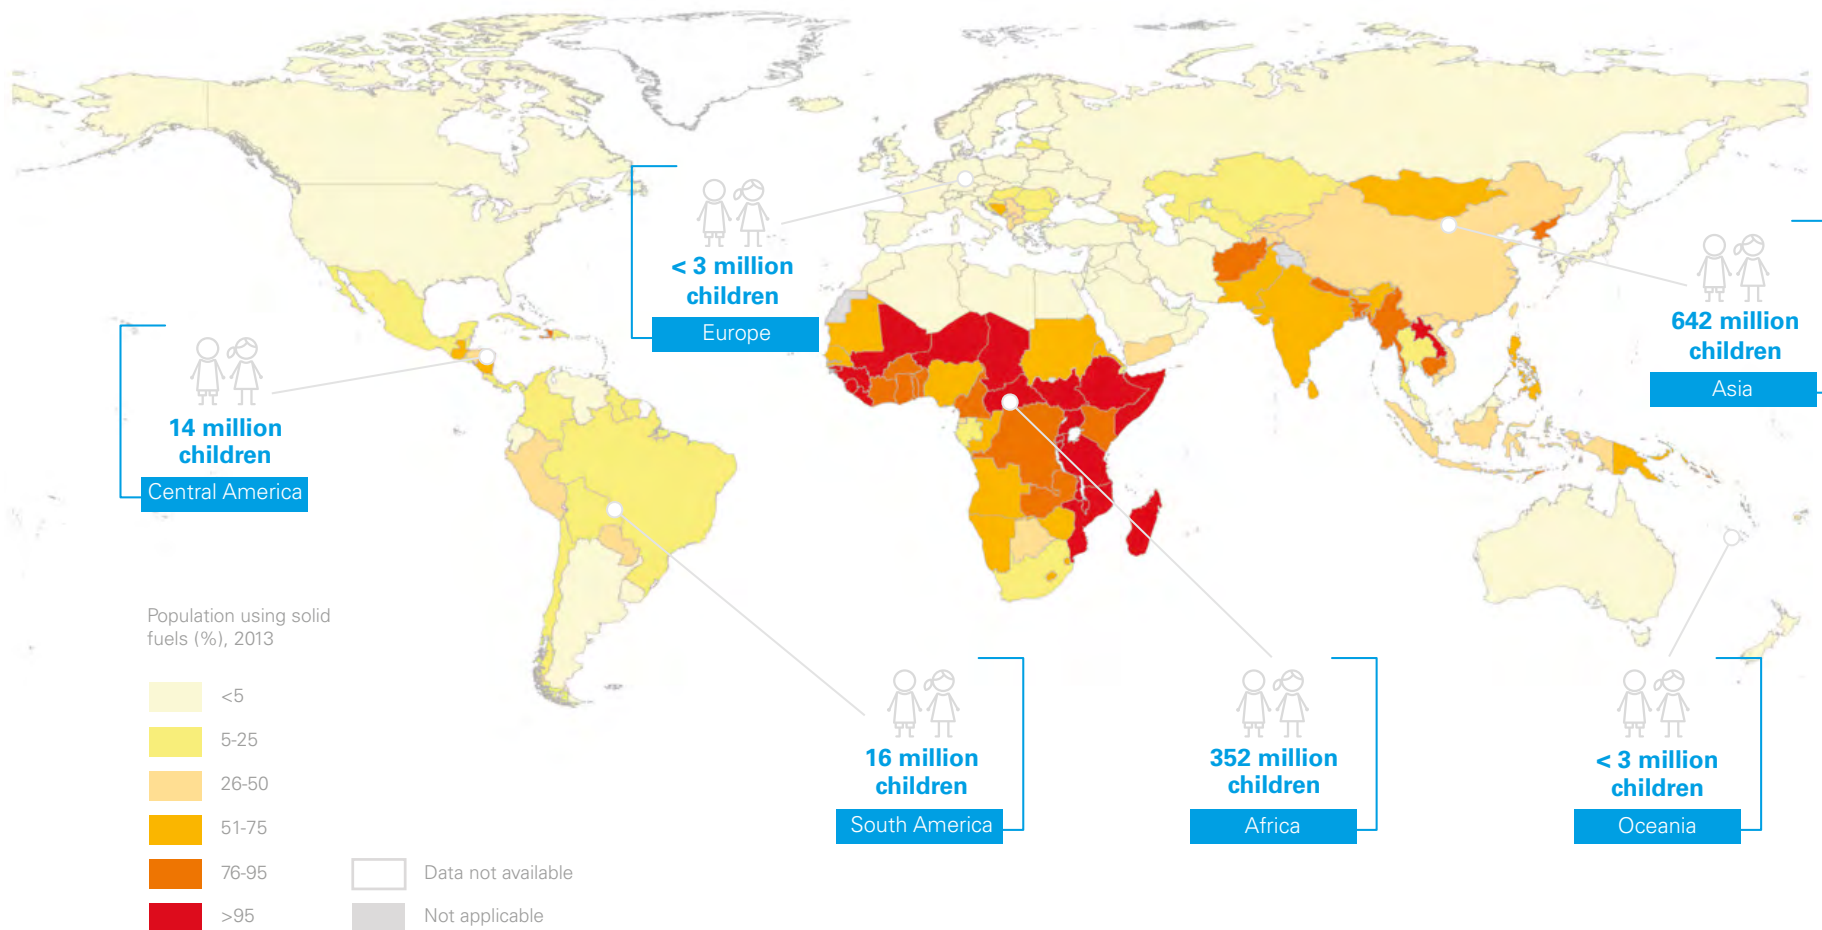 < 3 million
children
Europe
642 million
children
Asia
14 million
children
Central America
Population using solid
fuels (%), 2013
<5
5-25
26-50
51-75
76-95
>95
Data not available
Not applicable
16 million
children
South America
352 million
children
Africa
< 3 million
children
Oceania